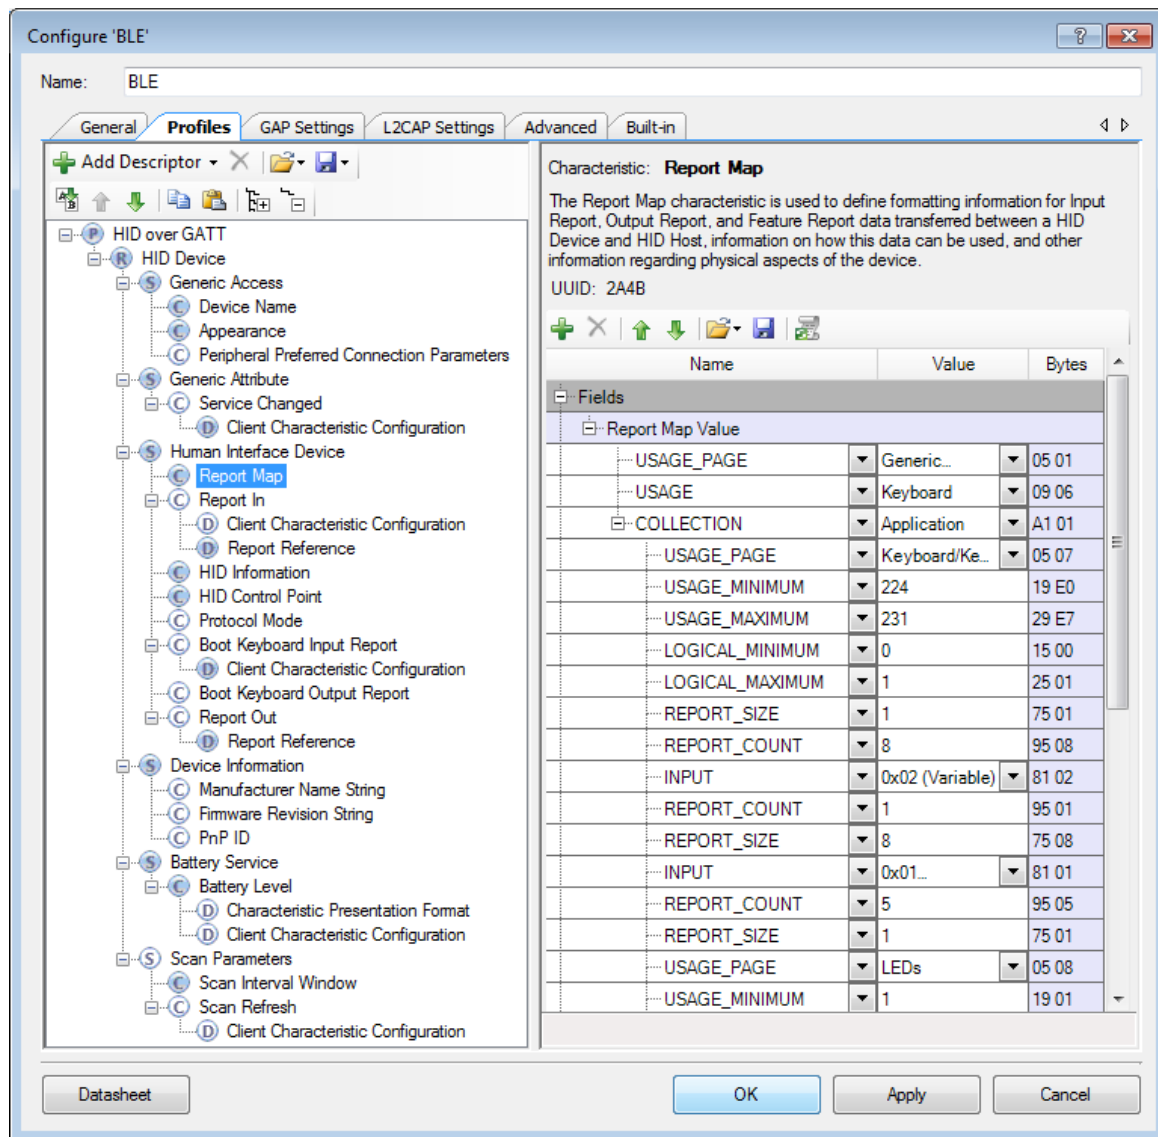 Configure 'BLE'
Name: BLE
General Profiles GAP Settings L2CAP Settings Advanced Built-in
Add Descriptor
HID over GATT
HID Device
Generic Access
Device Name
Appearance
Peripheral Preferred Connection Parameters
Generic Attribute
Service Changed
Client Characteristic Configuration
Human Interface Device
Report Map
Report In
Client Characteristic Configuration
Report Reference
HID Information
HID Control Point
Protocol Mode
Boot Keyboard Input Report
Client Characteristic Configuration
Boot Keyboard Output Report
Report Out
Report Reference
Device Information
Manufacturer Name String
Firmware Revision String
PnP ID
Battery Service
Battery Level
Characteristic Presentation Format
Client Characteristic Configuration
Scan Parameters
Scan Interval Window
Scan Refresh
Client Characteristic Configuration
Characteristic: Report Map
The Report Map characteristic is used to define formatting information for Input
Report, Output Report, and Feature Report data transferred between a HID
Device and HID Host, information on how this data can be used, and other
information regarding physical aspects of the device.
UUID: 2A4B
Name Value Bytes
Fields
Report Map Value
USAGE_PAGE Generic... 05 01
USAGE Keyboard 09 06
COLLECTION Application A1 01
USAGE_PAGE Keyboard/Ke... 05 07
USAGE_MINIMUM 224 19 E0
USAGE_MAXIMUM 231 29 E7
LOGICAL_MINIMUM 0 15 00
LOGICAL_MAXIMUM 1 25 01
REPORT_SIZE 1 75 01
REPORT_COUNT 8 95 08
INPUT 0x02 (Variable) 81 02
REPORT_COUNT 1 95 01
REPORT_SIZE 8 75 08
INPUT 0x01... 81 01
REPORT_COUNT 5 95 05
REPORT_SIZE 1 75 01
USAGE_PAGE LEDs 05 08
USAGE_MINIMUM 1 19 01
Datasheet OK Apply Cancel